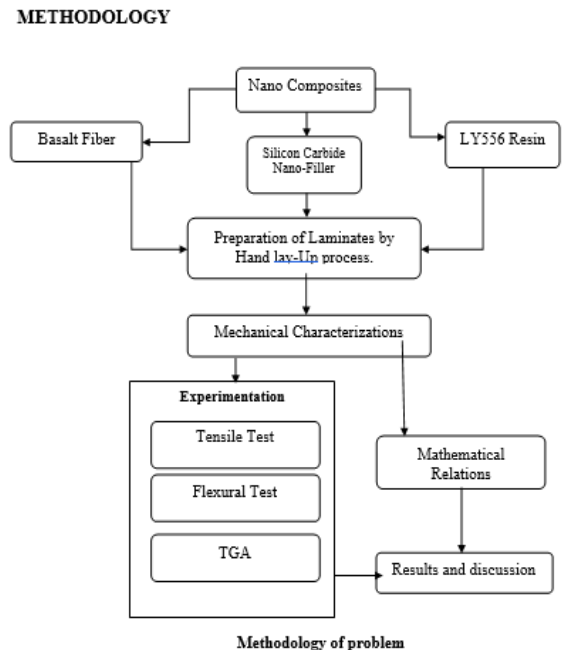 METHODOLOGY
Nano Composites
Basalt Fiber
Silicon Carbide
Nano-Filler
LY556 Resin
Preparation of Laminates by
Hand lay-Up process.
Mechanical Characterizations
Experimentation
Tensile Test
Flexural Test
TGA
Mathematical
Relations
Results and discussion
Methodology of problem